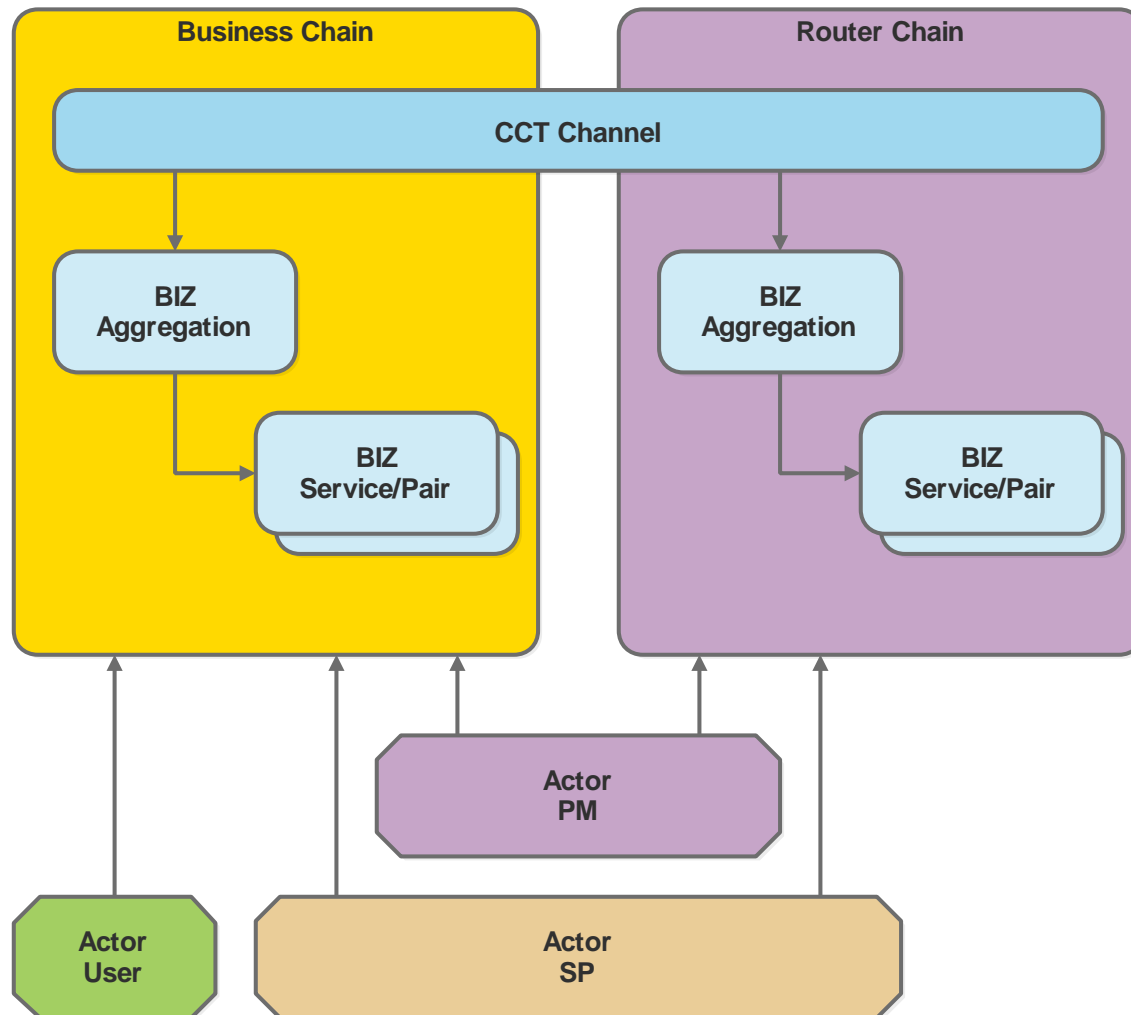 Business Chain
Router Chain
CCT Channel
BIZ
Aggregation
BIZ
Aggregation
BIZ
Service/Pair
BIZ
Service/Pair
Actor
PM
Actor
User
Actor
SP